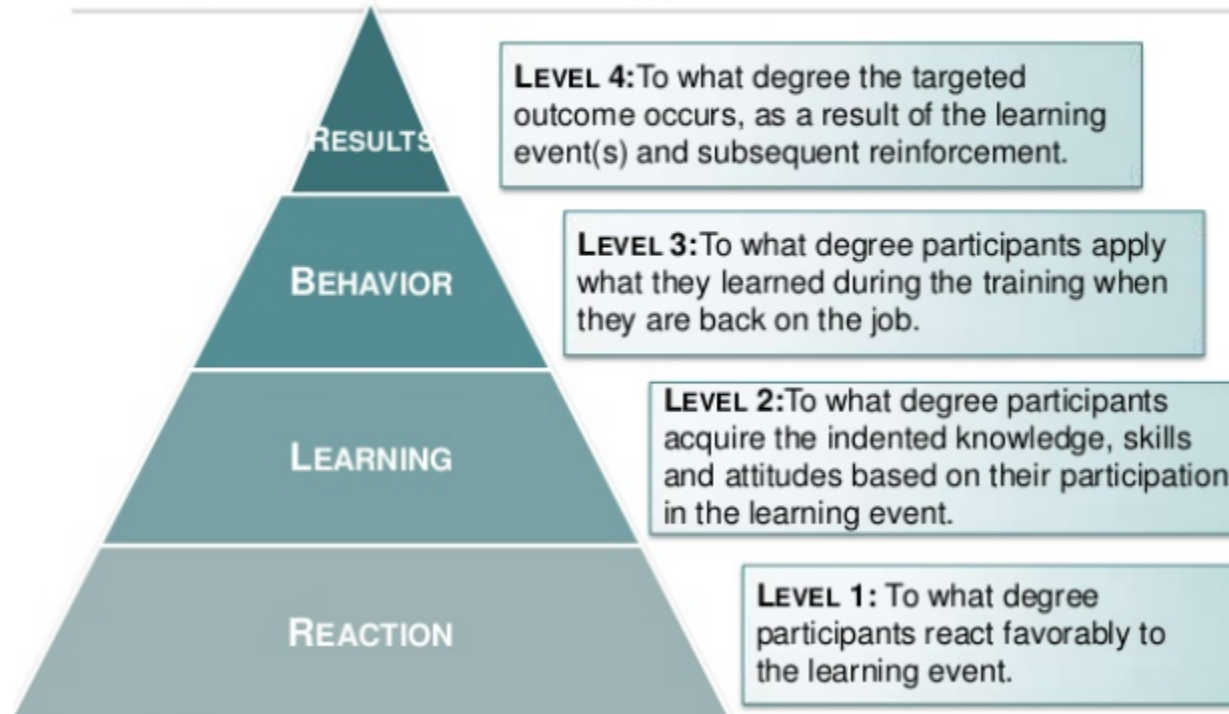 RESULTS
LEVEL 4:To what degree the targeted
outcome occurs, as a result of the learning
event(s) and subsequent reinforcement.
BEHAVIOR
LEVEL 3:To what degree participants apply
what they learned during the training when
they are back on the job.
LEARNING
LEVEL 2:To what degree participants
acquire the indented knowledge, skills
and attitudes based on their participation
in the learning event.
REACTION
LEVEL 1: To what degree
participants react favorably to
the learning event.